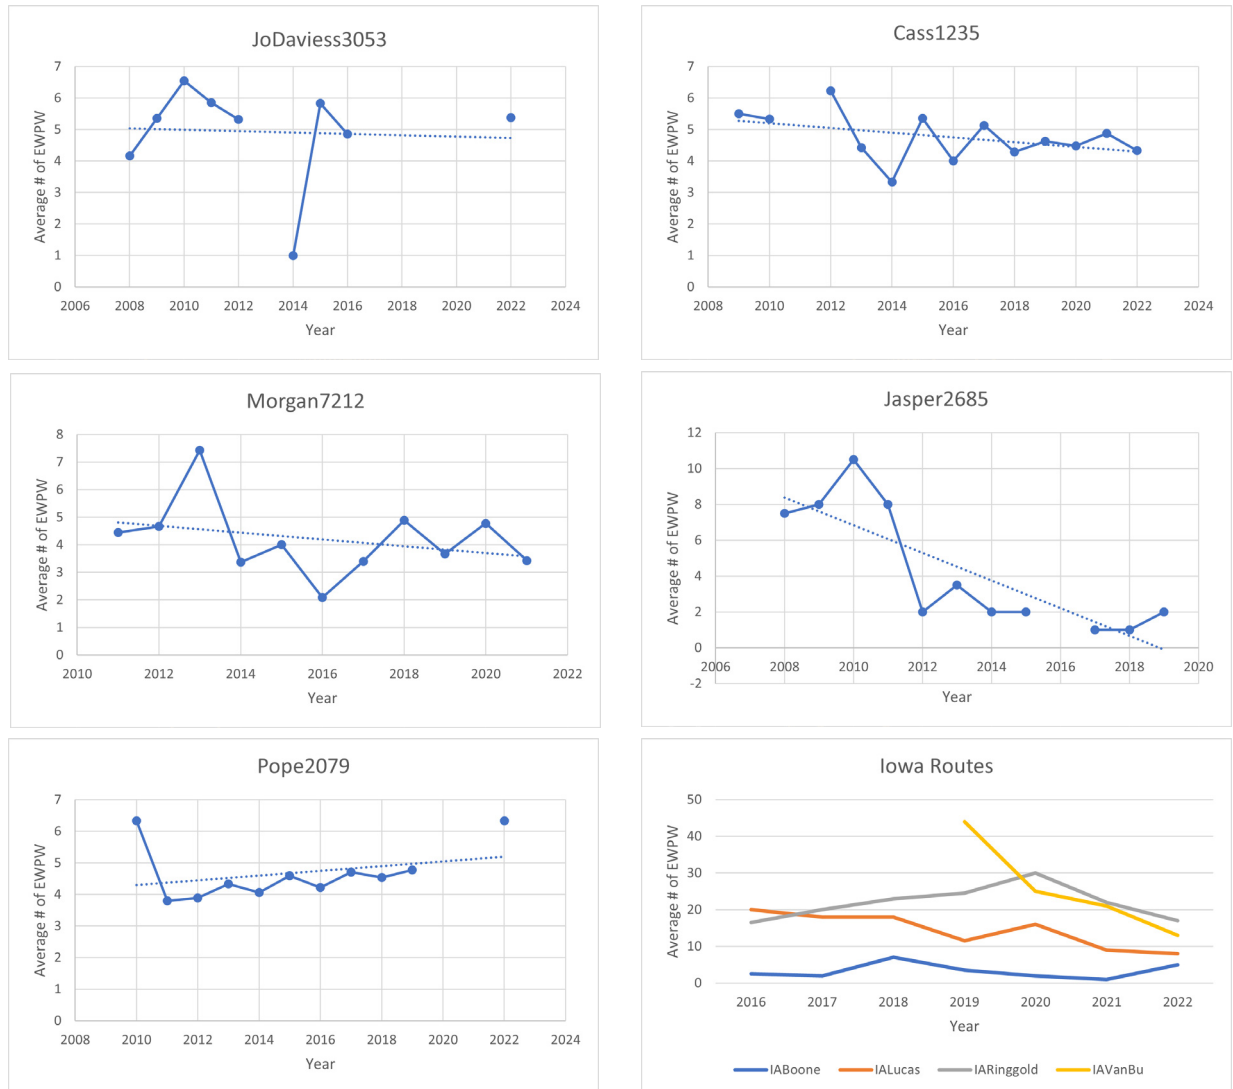 JoDaviess3053
Average # of EWPW
7
6
5
4
3
2
1
0
2006 2008 2010 2012 2014 2016 2018 2020 2022 2024
Year
Cass1235
Average # of EWPW
7
6
5
4
3
2
1
0
2008 2010 2012 2014 2016 2018 2020 2022 2024
Year
Morgan7212
Average # of EWPW
8
7
6
5
4
3
2
1
0
2010 2012 2014 2016 2018 2020 2022
Year
Jasper2685
Average # of EWPW
12
10
8
6
4
2
0
-2
2006 2008 2010 2012 2014 2016 2018 2020
Year
Pope2079
Average # of EWPW
7
6
5
4
3
2
1
0
2008 2010 2012 2014 2016 2018 2020 2022 2024
Year
Iowa Routes
Average # of EWPW
50
40
30
20
10
0
2016 2017 2018 2019 2020 2021 2022
Year
IABoone IALucas IARinggold IAVanBu